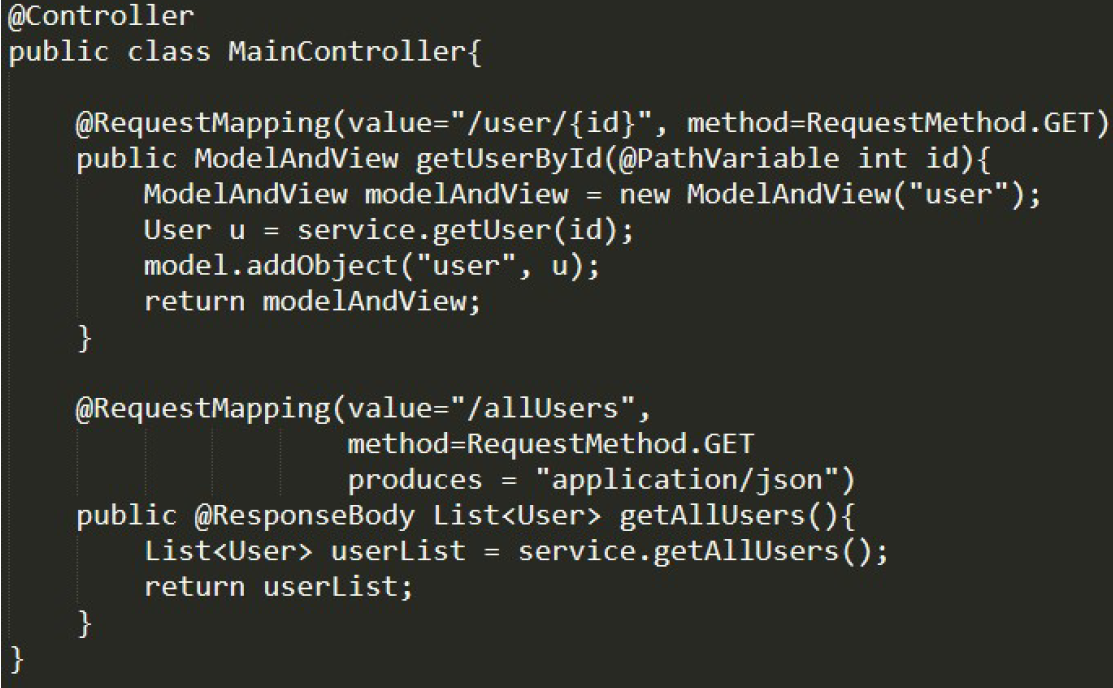 @Controller
public class MainController{
@RequestMapping(value="/user/{id}", method=RequestMethod.GET)
public ModelAndView getUserById(@PathVariable int id){
ModelAndView modelAndView = new ModelAndView("user");
User u = service.getUser(id);
model.addObject("user", u);
return modelAndView;
}
@RequestMapping(value="/allUsers",
method=RequestMethod.GET
produces = "application/json")
public @ResponseBody List<User> getAllUsers(){
List<User> userList = service.getAllUsers();
return userList;
}
}